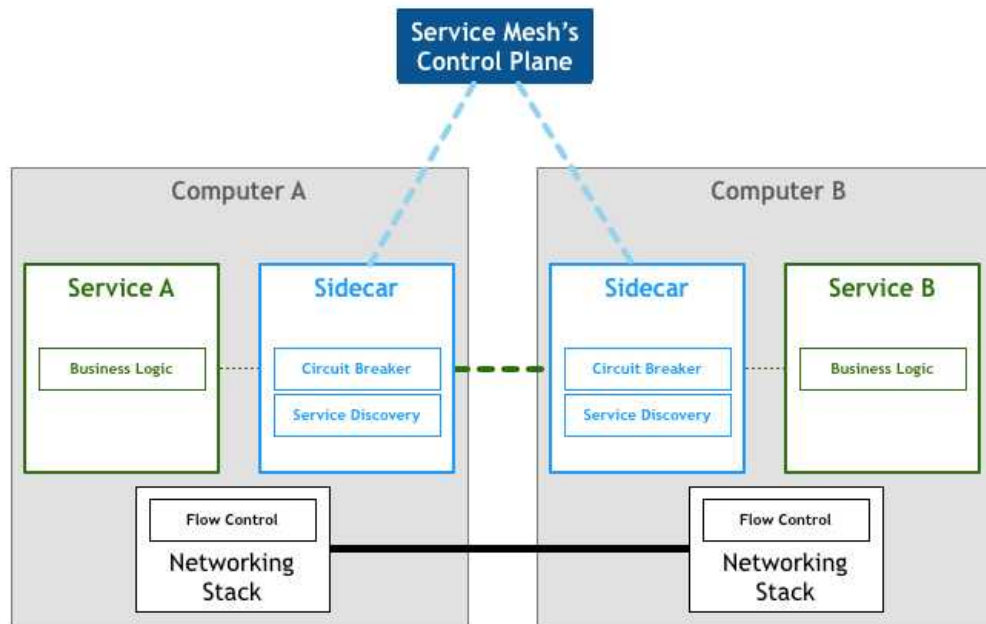 Service Mesh's
Control Plane
Computer A
Computer B
Service A
Sidecar
Sidecar
Service B
Business Logic
Circuit Breaker
Circuit Breaker
Business Logic
Service Discovery
Service Discovery
Flow Control
Flow Control
Networking
Stack
Networking
Stack